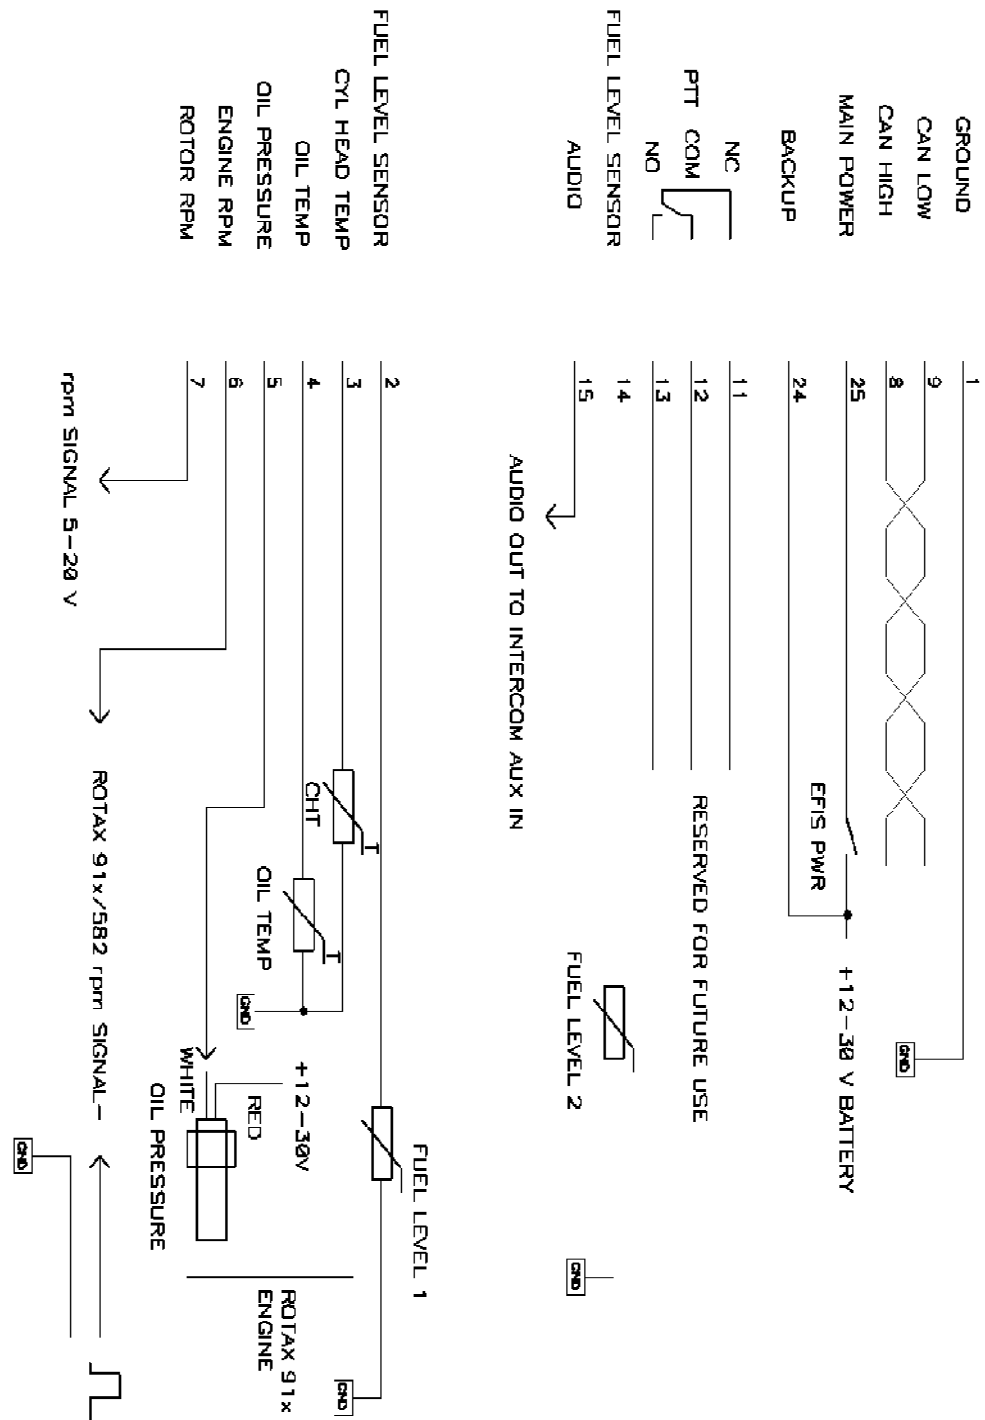 GROUND 1 GND
CAN LOW 9
CAN HIGH 8
MAIN POWER 25 EFIS PWR +12-30 V BATTERY
BACKUP 24
NC 11
PTT COM 12 RESERVED FOR FUTURE USE
NO 13
FUEL LEVEL SENSOR 14 FUEL LEVEL 2 GND
AUDIO 15
AUDIO OUT TO INTERCOM AUX IN
FUEL LEVEL 1
FUEL LEVEL SENSOR 2 GND
CYL HEAD TEMP 3 CHT T
OIL TEMP 4 OIL TEMP T +12-30V
OIL PRESSURE 5 GND RED ROTAX 91x
ENGINE
ENGINE RPM 6 WHITE
ROTOR RPM 7 OIL PRESSURE
rpm SIGNAL 5-20 V
ROTAX 91x/582 rpm SIGNAL-
GND